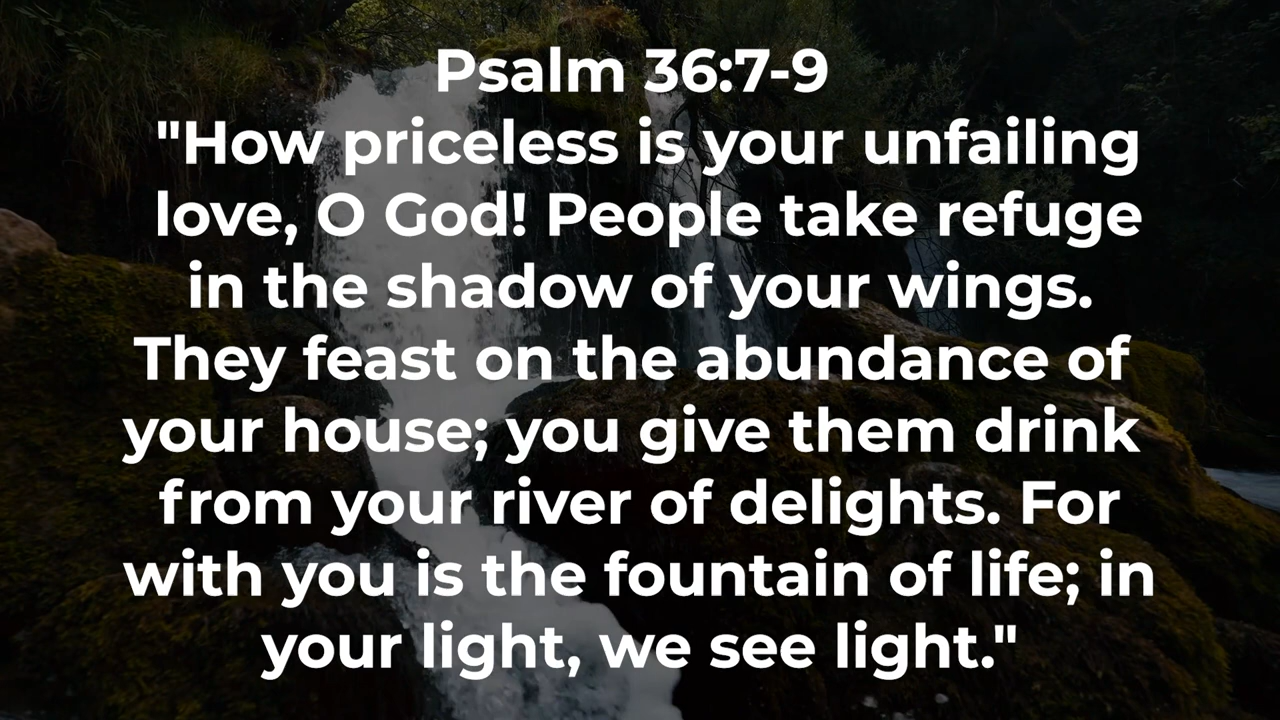 Psalm 36:7-9
"How priceless is your unfailing
love, O God! People take refuge
in the shadow of your wings.
They feast on the abundance of
your house; you give them drink
from your river of delights. For
with you is the fountain of life; in
your light, we see light."